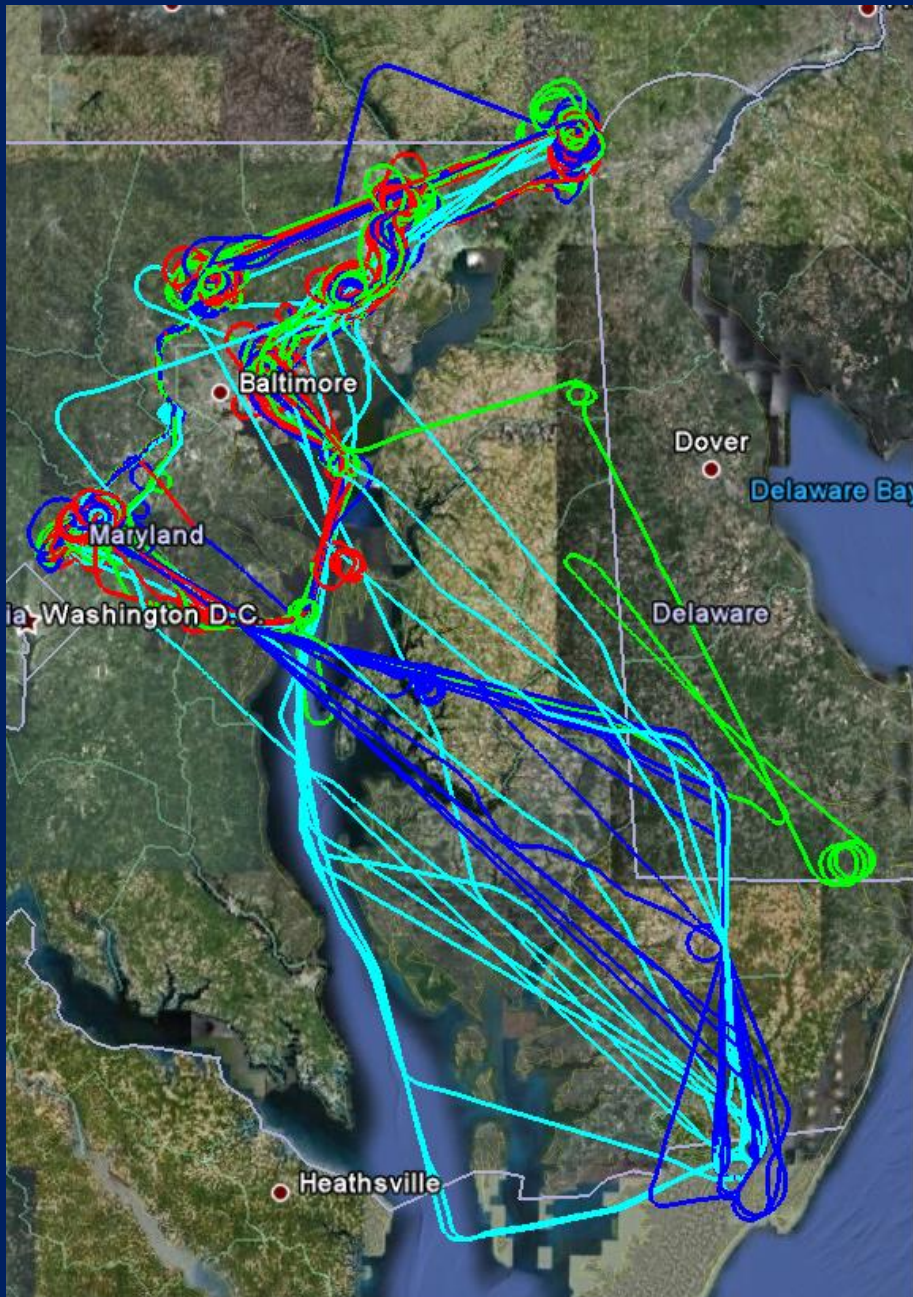 Baltimore
Dover
Delaware Bay
Maryland
Delaware
Washington D.C.
Heathsville